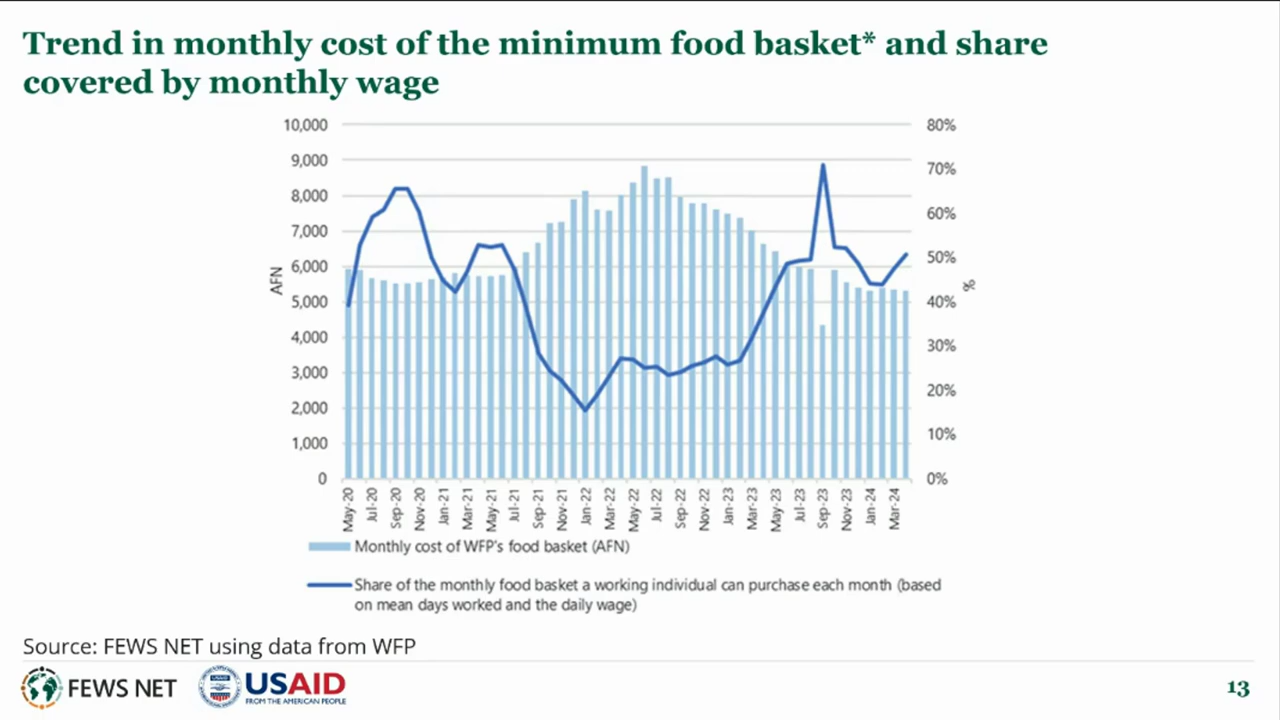 Trend in monthly cost of the minimum food basket* and share
covered by monthly wage
10,000
9,000
8,000
7,000
6,000
5,000
4,000
3,000
2,000
1,000
0
AFN
80%
70%
60%
50%
40%
30%
20%
10%
0%
%
May-20
Jul-20
Sep-20
Nov-20
Jan-21
Mar-21
May-21
Jul-21
Sep-21
Nov-21
Jan-22
Mar-22
May-22
Jul-22
Sep-22
Nov-22
Jan-23
Mar-23
May-23
Jul-23
Sep-23
Nov-23
Jan-24
Mar-24
Monthly cost of WFP's food basket (AFN)
Share of the monthly food basket a working individual can purchase each month (based
on mean days worked and the daily wage)
Source: FEWS NET using data from WFP
FEWS NET
USAID
USAID
FROM THE AMERICAN PEOPLE
13